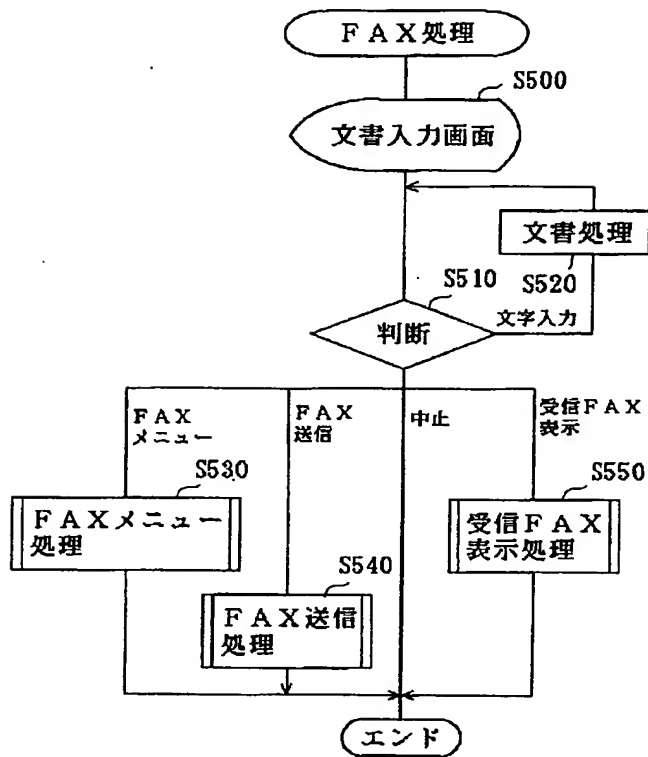 ＦＡＸ処理
S500
文書入力画面
文書処理
S520
S510
文字入力
判断
ＦＡＸ
メニュー
ＦＡＸ
送信
中止
受信ＦＡＸ
表示
S530
ＦＡＸメニュー
処理
S540
ＦＡＸ送信
処理
S550
受信ＦＡＸ
表示処理
エンド